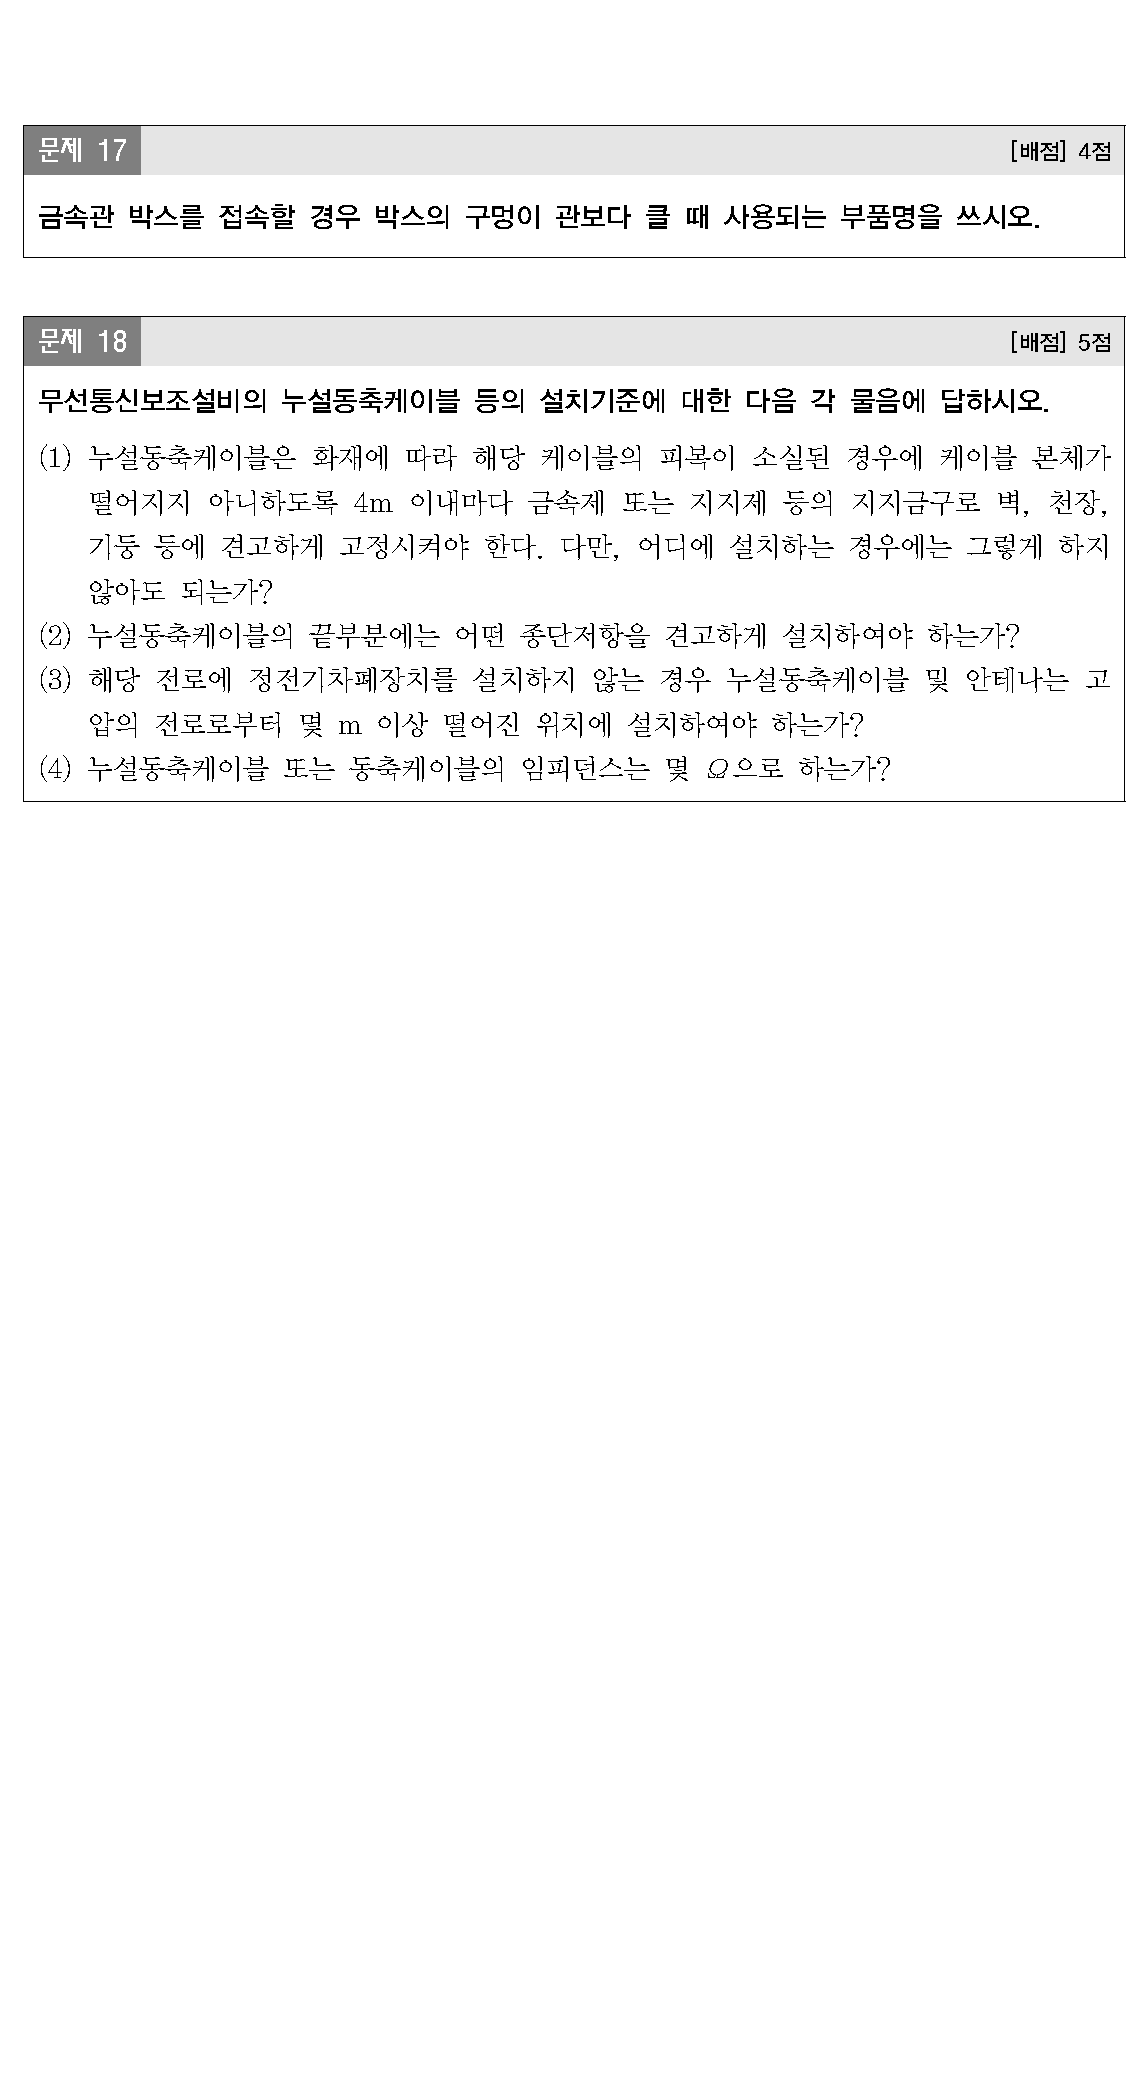 문제 17
[배점] 4점
금속관 박스를 접속할 경우 박스의 구멍이 관보다 클 때 사용되는 부품명을 쓰시오.
문제 18
[배점] 5점
무선통신보조설비의 누설동축케이블 등의 설치기준에 대한 다음 각 물음에 답하시오.
(1) 누설동축케이블은 화재에 따라 해당 케이블의 피복이 소실된 경우에 케이블 본체가
떨어지지 아니하도록 4m 이내마다 금속제 또는 지지제 등의 지지금구로 벽, 천장,
기둥 등에 견고하게 고정시켜야 한다. 다만, 어디에 설치하는 경우에는 그렇게 하지
않아도 되는가?
(2) 누설동축케이블의 끝부분에는 어떤 종단저항을 견고하게 설치하여야 하는가?
(3) 해당 전로에 정전기차폐장치를 설치하지 않는 경우 누설동축케이블 및 안테나는 고
압의 전로로부터 몇 m 이상 떨어진 위치에 설치하여야 하는가?
(4) 누설동축케이블 또는 동축케이블의 임피던스는 몇 Ω으로 하는가?